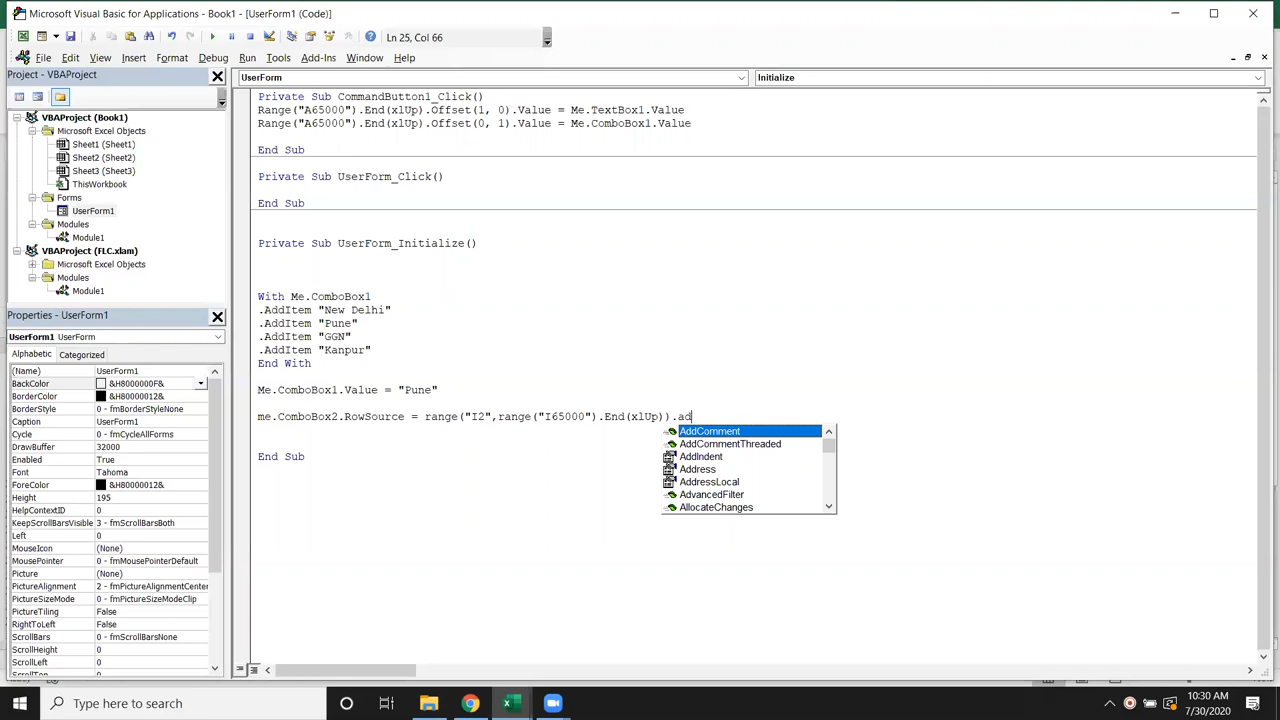 Microsoft Visual Basic for Applications - Book1 - [UserForm1 (Code)]
Ln 25, Col 66
File Edit View Insert Format Debug Run Tools Add-Ins Window Help
Project - VBAProject
VBAProject (Book1)
Microsoft Excel Objects
Sheet1 (Sheet1)
Sheet2 (Sheet2)
Sheet3 (Sheet3)
ThisWorkbook
Forms
UserForm1
Modules
Module1
VBAProject (FLC.xlam)
Microsoft Excel Objects
Modules
Module1
Properties - UserForm1
UserForm1 UserForm
Alphabetic Categorized
(Name) UserForm1
BackColor &H8000000F&
BorderColor &H80000012&
BorderStyle 0 - fmBorderStyleNone
Caption UserForm1
Cycle 0 - fmCycleAllForms
DrawBuffer 32000
Enabled True
Font Tahoma
ForeColor &H80000012&
Height 195
HelpContextID 0
KeepScrollBarsVisible 3 - fmScrollBarsBoth
Left 0
MouseIcon (None)
MousePointer 0 - fmMousePointerDefault
Picture (None)
PictureAlignment 2 - fmPictureAlignmentCenter
PictureSizeMode 0 - fmPictureSizeModeClip
PictureTiling False
RightToLeft False
ScrollBars 0 - fmScrollBarsNone
ScrollHeight 0
ScrollLeft 0
ScrollTop 0
UserForm
Initialize
Private Sub CommandButton1_Click()
Range("A65000").End(xlUp).Offset(1, 0).Value = Me.TextBox1.Value
Range("A65000").End(xlUp).Offset(0, 1).Value = Me.ComboBox1.Value
End Sub
Private Sub UserForm_Click()
End Sub
Private Sub UserForm_Initialize()
With Me.ComboBox1
.AddItem "New Delhi"
.AddItem "Pune"
.AddItem "GGN"
.AddItem "Kanpur"
End With
Me.ComboBox1.Value = "Pune"
me.ComboBox2.RowSource = range("I2",range("I65000").End(xlUp)).ad
AddComment
AddCommentThreaded
AddIndent
Address
AddressLocal
AdvancedFilter
AllocateChanges
End Sub
Type here to search
10:30 AM
7/30/2020